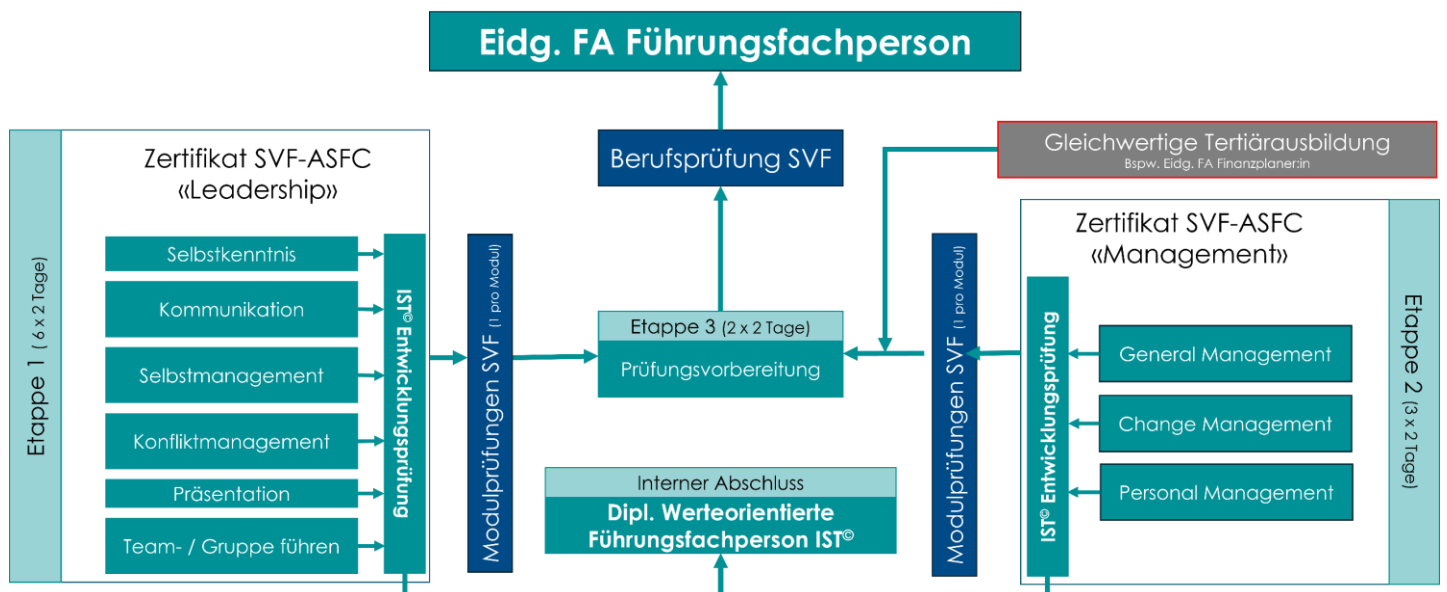 Eidg. FA Führungsfachperson
Berufsprüfung SVF
Gleichwertige Tertiärausbildung
Bspw. Eidg. FA Finanzplaner:in
Etappe 1 ( 6 x 2 Tage)
Zertifikat SVF-ASFC
«Leadership»
Selbstkenntnis
Kommunikation
Selbstmanagement
Konfliktmanagement
Präsentation
Team- / Gruppe führen
IST© Entwicklungsprüfung
Modulprüfungen SVF (1 pro Modul)
Etappe 3 (2 x 2 Tage)
Prüfungsvorbereitung
Interner Abschluss
Dipl. Werteorientierte
Führungsfachperson IST©
Modulprüfungen SVF (1 pro Modul)
Zertifikat SVF-ASFC
«Management»
IST© Entwicklungsprüfung
General Management
Change Management
Personal Management
Etappe 2 (3 x 2 Tage)